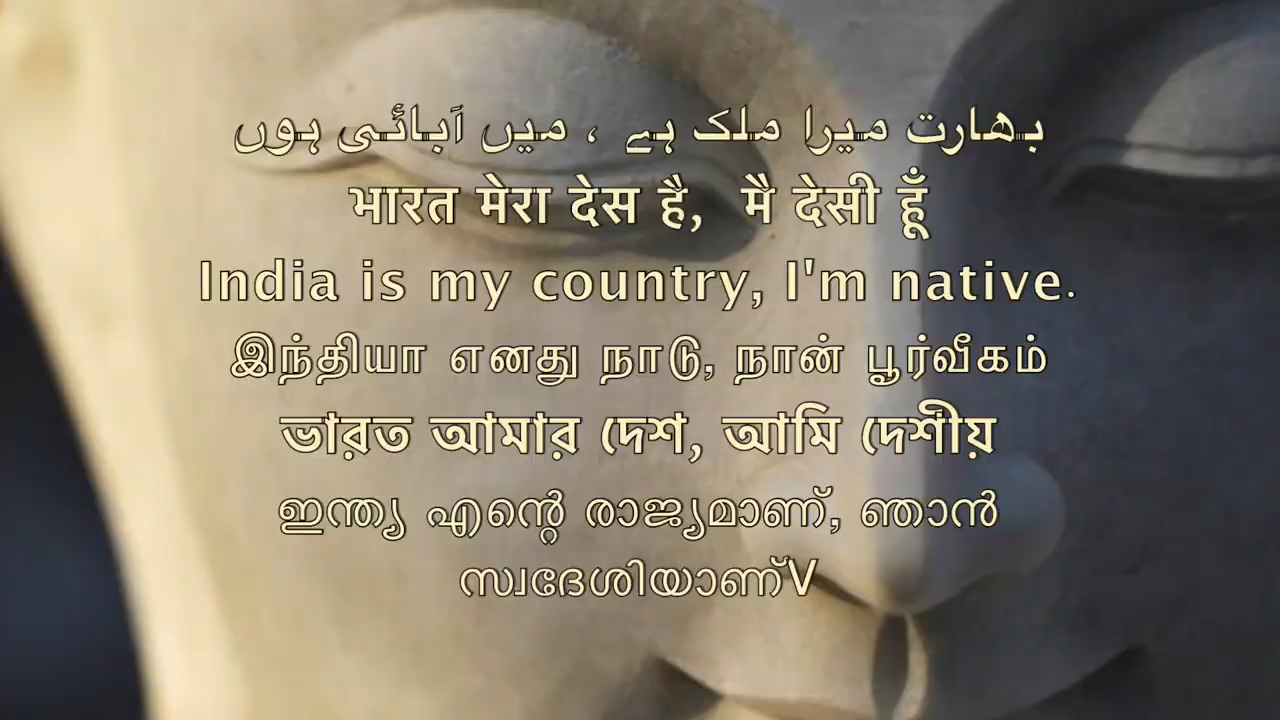 بھارت میرا ملک ہے ، میں آبائی ہوں
भारत मेरा देस है, मै देसी हूँ
India is my country, I'm native.
இந்தியா எனது நாடு, நான் பூர்வீகம்
ভারত আমার দেশ, আমি দেশীয়
ഇന്ത്യ എന്റെ രാജ്യമാണ്, ഞാൻ
സ്വദേശിയാണ്V